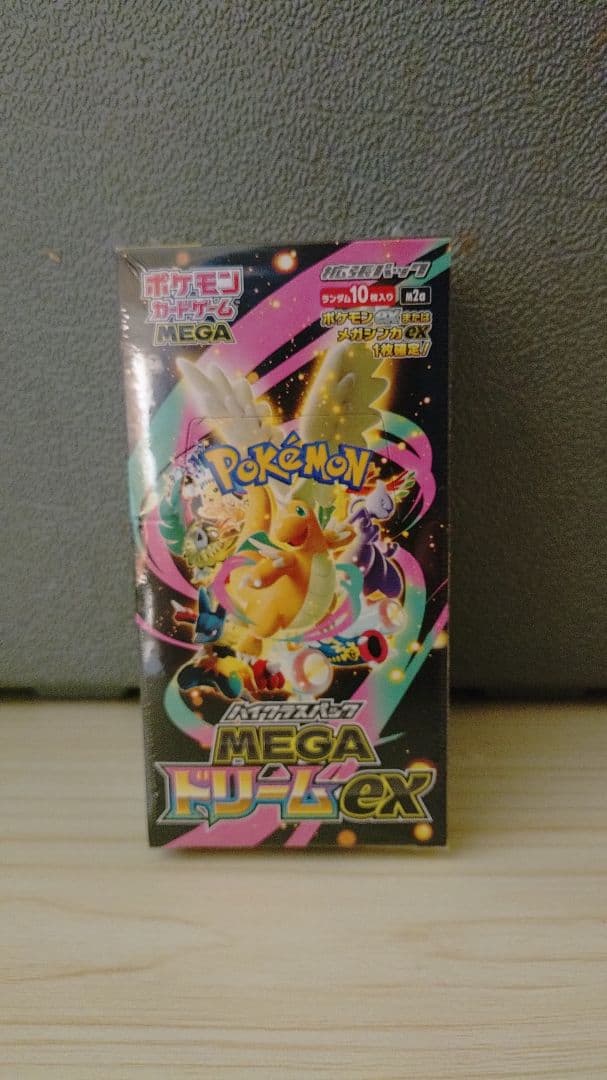 ポケモン
カードゲーム
MEGA
拡張パック
ランダム10枚入り
M2a
ポケモンexまたは
メガシンカex
1枚確定!
POKéMON
ハイクラスパック
MEGA
ドリームex